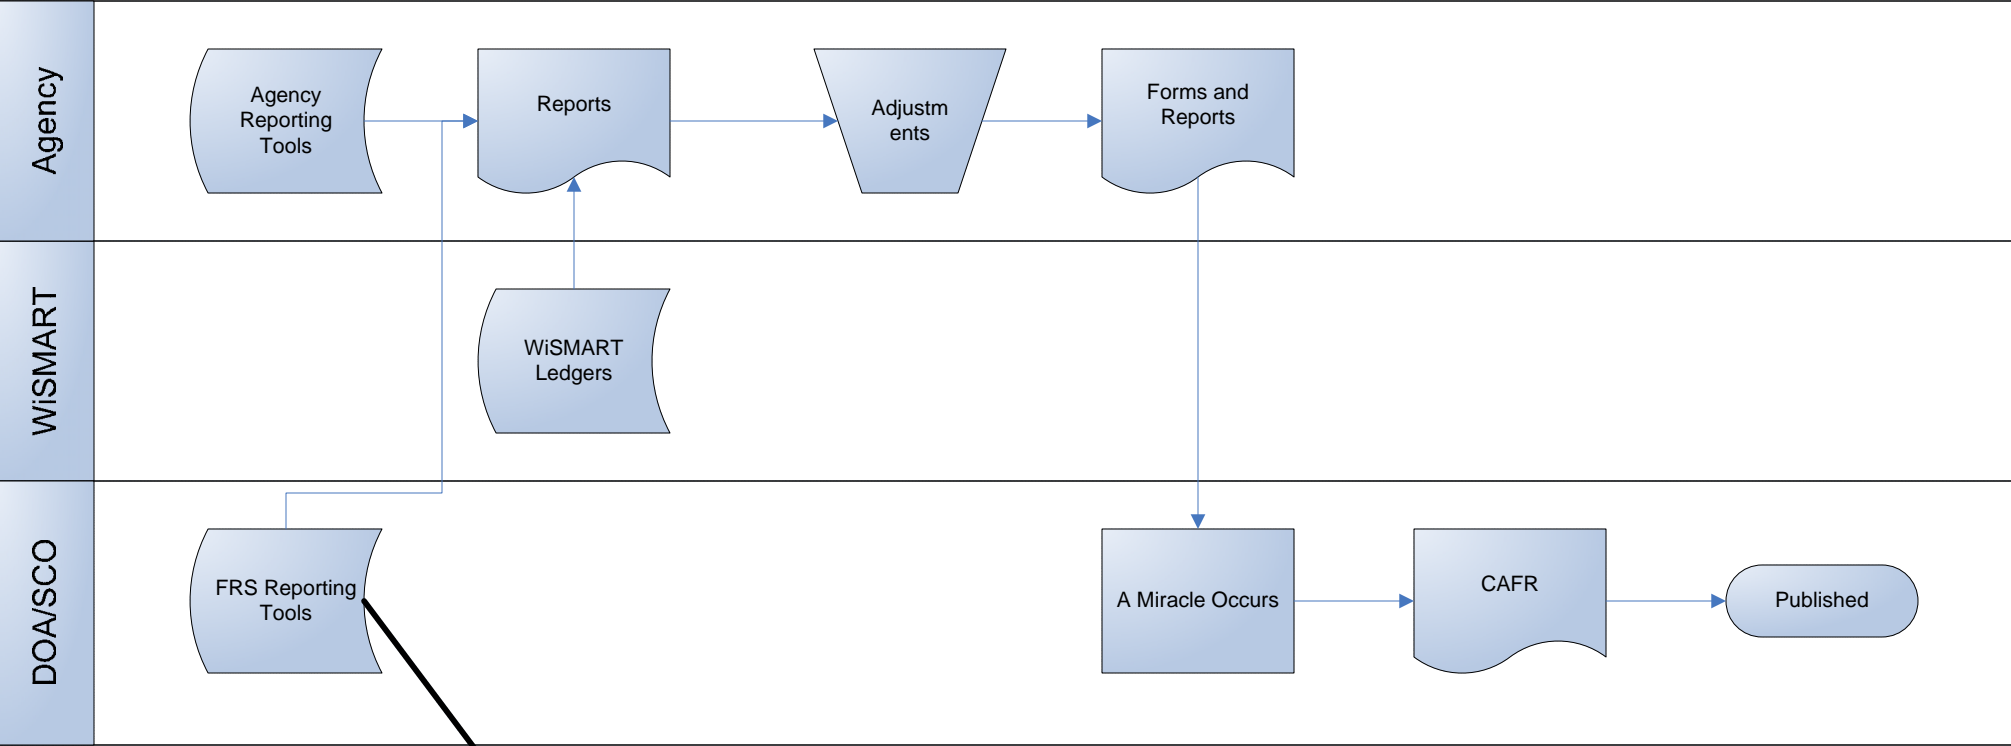 Agency
Agency
Reporting
Tools
Reports
Adjustm
ents
Forms and
Reports
WiSMART
WiSMART
Ledgers
DOA/SCO
FRS Reporting
Tools
A Miracle Occurs
CAFR
Published